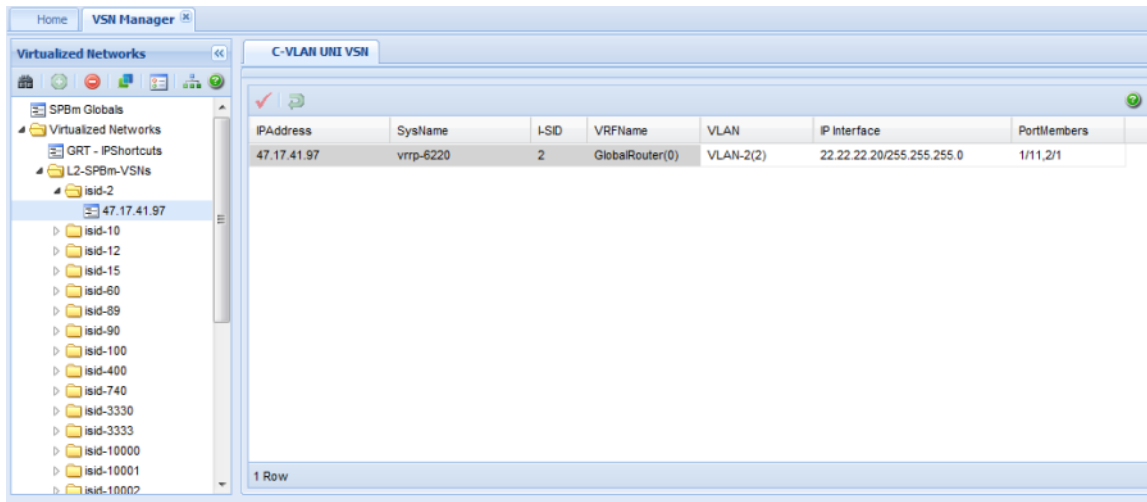 Home VSN Manager
Virtualized Networks
C-VLAN UNI VSN
SPBm Globals
Virtualized Networks
GRT - IPShortcuts
L2-SPBm-VSNs
isid-2
47.17.41.97
isid-10
isid-12
isid-15
isid-60
isid-89
isid-90
isid-100
isid-400
isid-740
isid-3330
isid-3333
isid-10000
isid-10001
isid-10002
IPAddress SysName I-SID VRFName VLAN IP Interface PortMembers
47.17.41.97 vrrp-6220 2 GlobalRouter(0) VLAN-2(2) 22.22.22.20/255.255.255.0 1/11,2/1
1 Row